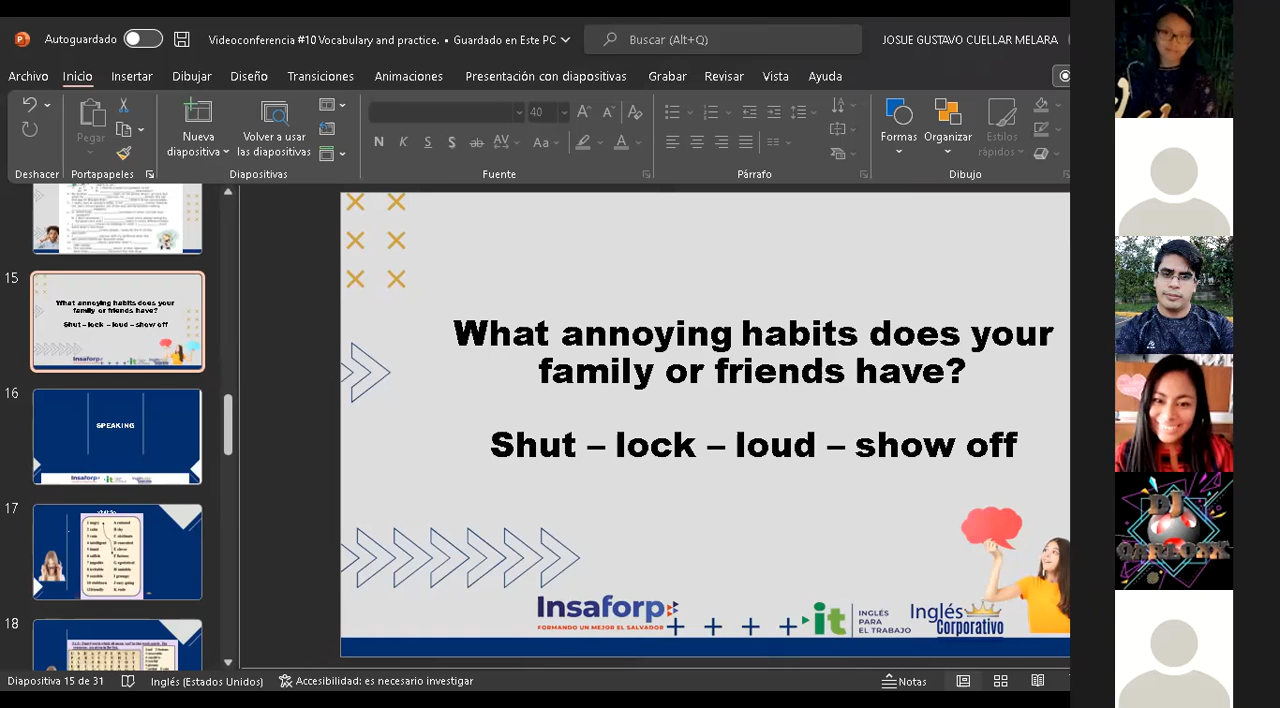 Autoguardado
Videoconferencia #10 Vocabulary and practice. • Guardado en Este PC
Buscar (Alt+Q)
JOSUE GUSTAVO CUELLAR MELARA
Archivo Inicio Insertar Dibujar Diseño Transiciones Animaciones Presentación con diapositivas Grabar Revisar Vista Ayuda
Pegar
Nueva diapositiva
Volver a usar las diapositivas
40
N K S ab AV Aa A
Formas
Organizar
Estilos rápidos
Deshacer Portapapeles Diapositivas Fuente Párrafo Dibujo
15
What annoying habits does your
family or friends have?
Shut – lock – loud – show off
16
SPEAKING
17
18
What annoying habits does your
family or friends have?
Shut – lock – loud – show off
Insaforp
FORMANDO UN MEJOR EL SALVADOR
it
INGLÉS
PARA
EL TRABAJO
Inglés
Corporativo
DJ
Diapositiva 15 de 31
Inglés (Estados Unidos)
Accesibilidad: es necesario investigar
Notas